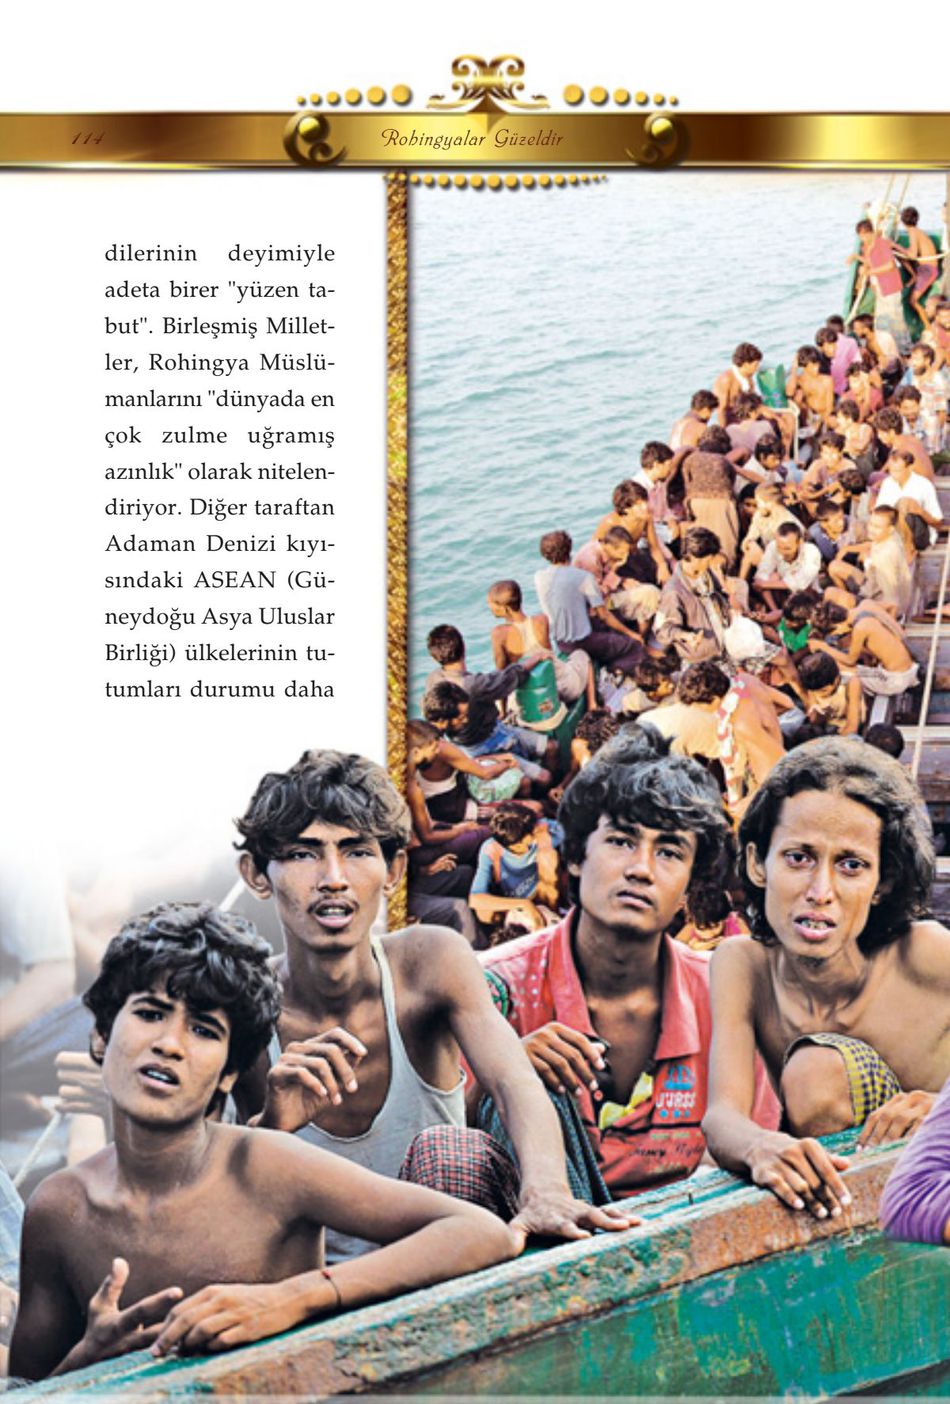 114
Rohingyalar Güzeldir
dilerinin deyimiyle
adeta birer "yüzen ta-
but". Birleşmiş Millet-
ler, Rohingya Müslü-
manlarını "dünyada en
çok zulme uğramış
azınlık" olarak nitelen-
diriyor. Diğer taraftan
Adaman Denizi kıyı-
sındaki ASEAN (Gü-
neydoğu Asya Uluslar
Birliği) ülkelerinin tu-
tumları durumu daha